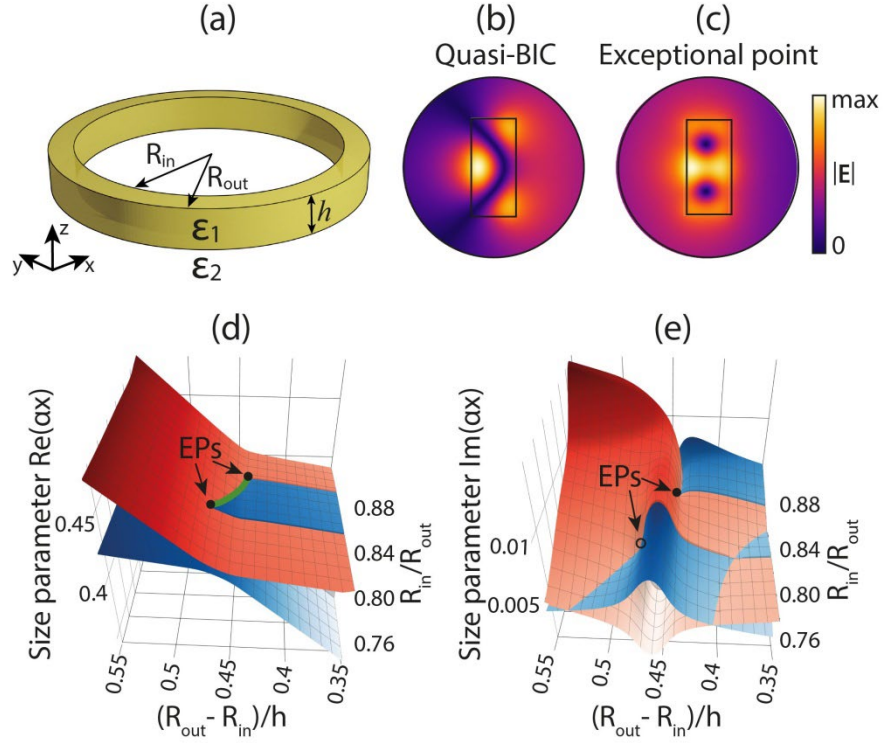 (a)
R_in
R_out
h
ε₁
ε₂
z
y
x
(b)
Quasi-BIC
(c)
Exceptional point
max
|E|
0
(d)
EPs
Size parameter Re(αx)
0.45
0.4
0.55
0.5
0.45
0.4
0.35
(R_out - R_in)/h
0.88
0.84
0.80
0.76
R_in/R_out
(e)
EPs
Size parameter Im(αx)
0.01
0.005
0.55
0.5
0.45
0.4
0.35
(R_out - R_in)/h
0.88
0.84
0.80
0.76
R_in/R_out